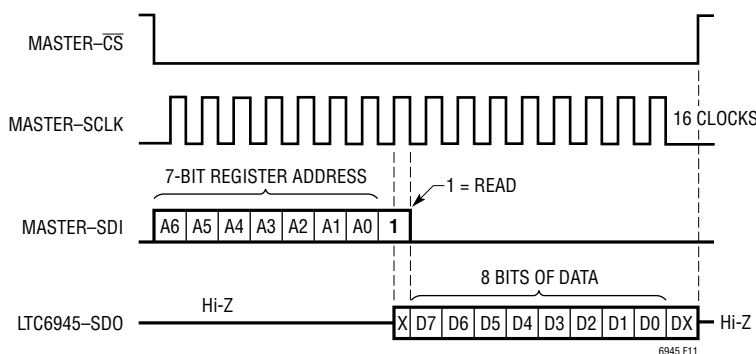 MASTER–CS
MASTER–SCLK
16 CLOCKS
7-BIT REGISTER ADDRESS
1 = READ
MASTER–SDI
A6 A5 A4 A3 A2 A1 A0 1
8 BITS OF DATA
Hi-Z
LTC6945–SDO
X D7 D6 D5 D4 D3 D2 D1 D0 DX
Hi-Z
6945 F11